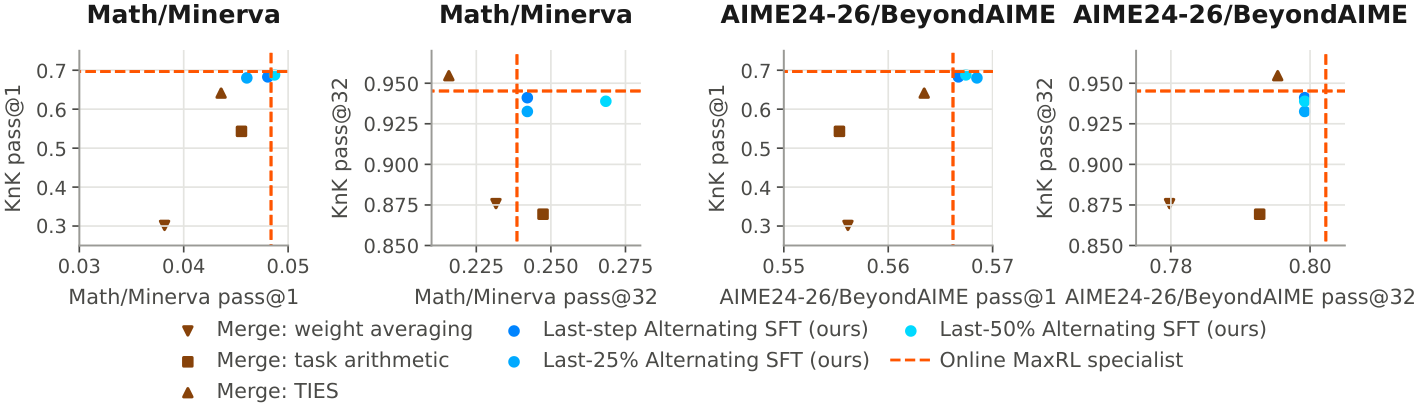 Math/Minerva
Math/Minerva
AIME24-26/BeyondAIME
AIME24-26/BeyondAIME
KnK pass@1
0.7
0.6
0.5
0.4
0.3
0.03
0.04
0.05
Math/Minerva pass@1
KnK pass@32
0.950
0.925
0.900
0.875
0.850
0.225
0.250
0.275
Math/Minerva pass@32
KnK pass@1
0.7
0.6
0.5
0.4
0.3
0.55
0.56
0.57
AIME24-26/BeyondAIME pass@1
KnK pass@32
0.950
0.925
0.900
0.875
0.850
0.78
0.80
AIME24-26/BeyondAIME pass@32
Merge: weight averaging
Merge: task arithmetic
Merge: TIES
Last-step Alternating SFT (ours)
Last-25% Alternating SFT (ours)
Last-50% Alternating SFT (ours)
Online MaxRL specialist